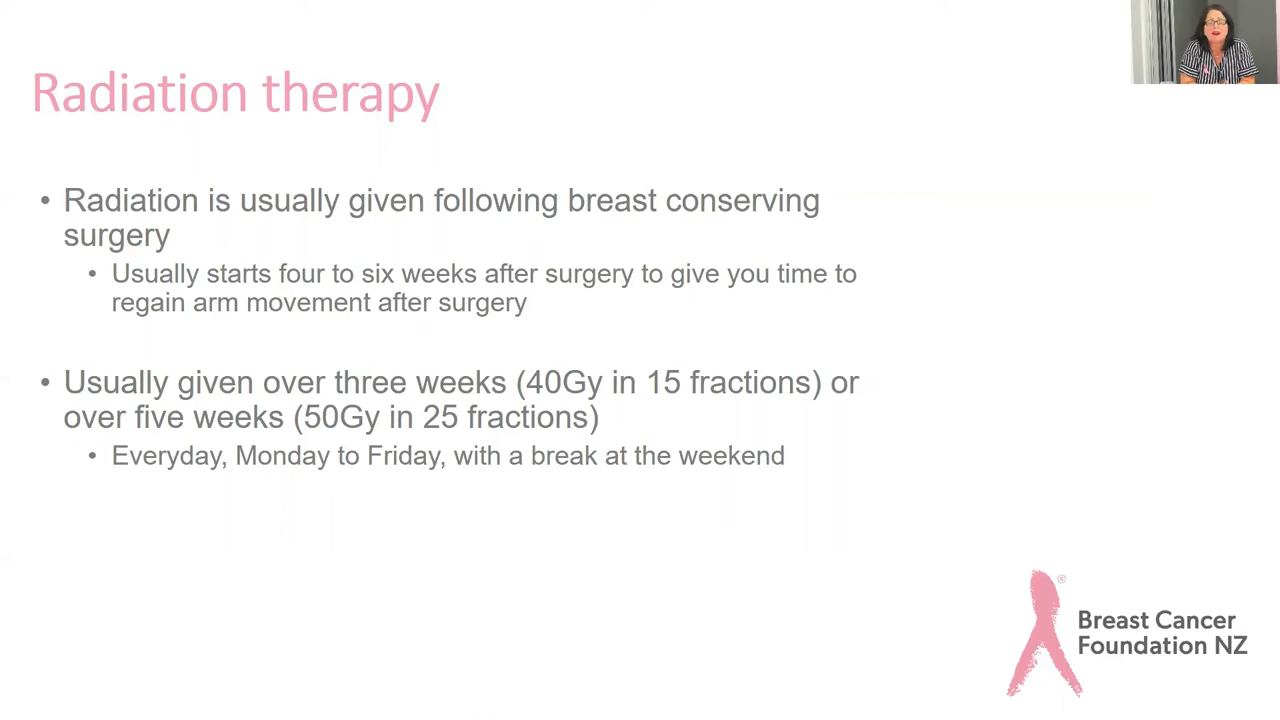 Radiation therapy
• Radiation is usually given following breast conserving
surgery
• Usually starts four to six weeks after surgery to give you time to
regain arm movement after surgery
• Usually given over three weeks (40Gy in 15 fractions) or
over five weeks (50Gy in 25 fractions)
• Everyday, Monday to Friday, with a break at the weekend
®
Breast Cancer
Foundation NZ